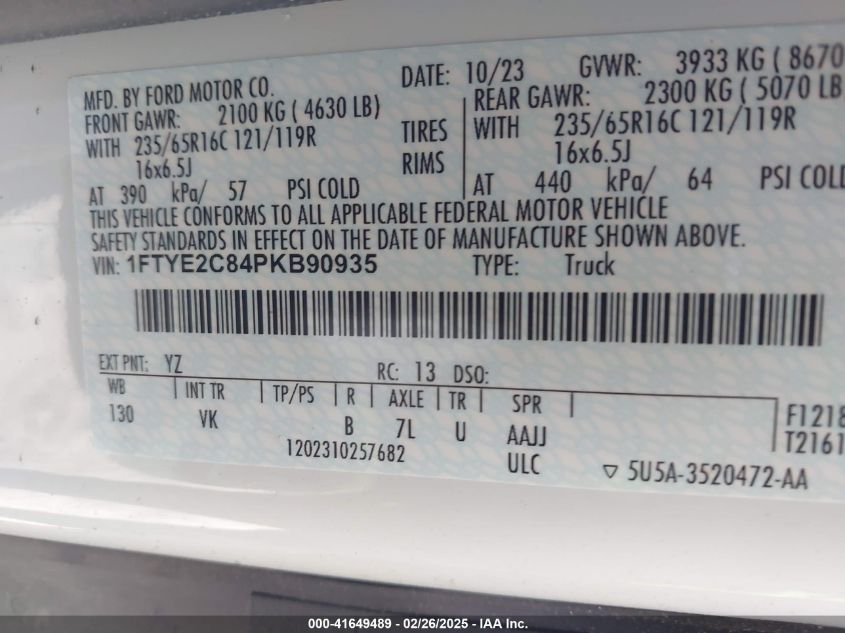 MFD. BY FORD MOTOR CO. DATE: 10/23 GVWR: 3933 KG ( 8670
FRONT GAWR: 2100 KG ( 4630 LB) REAR GAWR: 2300 KG ( 5070 LB
WITH 235/65R16C 121/119R TIRES WITH 235/65R16C 121/119R
16x6.5J RIMS 16x6.5J
AT 390 kPa/ 57 PSI COLD AT 440 kPa/ 64 PSI COLD
THIS VEHICLE CONFORMS TO ALL APPLICABLE FEDERAL MOTOR VEHICLE
SAFETY STANDARDS IN EFFECT ON THE DATE OF MANUFACTURE SHOWN ABOVE.
VIN: 1FTYE2C84PKB90935 TYPE: Truck
EXT PNT: YZ RC: 13 DSO:
WB INT TR TP/PS R AXLE TR SPR
130 VK B 7L U AAJJ F1218
1202310257682 ULC T2161
5U5A-3520472-AA
000-41649489 - 02/26/2025 - IAA Inc.